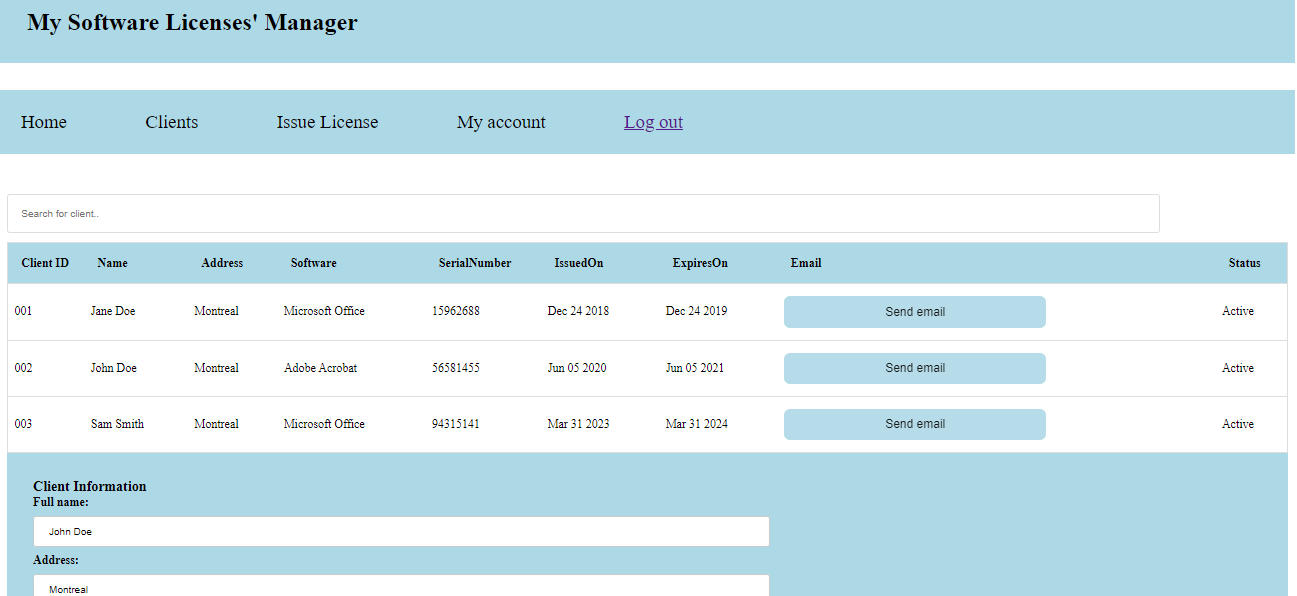 My Software Licenses' Manager
Home Clients Issue License My account Log out
Search for client..
Client ID Name Address Software SerialNumber IssuedOn ExpiresOn Email Status
001 Jane Doe Montreal Microsoft Office 15962688 Dec 24 2018 Dec 24 2019 Send email Active
002 John Doe Montreal Adobe Acrobat 56581455 Jun 05 2020 Jun 05 2021 Send email Active
003 Sam Smith Montreal Microsoft Office 94315141 Mar 31 2023 Mar 31 2024 Send email Active
Client Information
Full name:
John Doe
Address:
Montreal